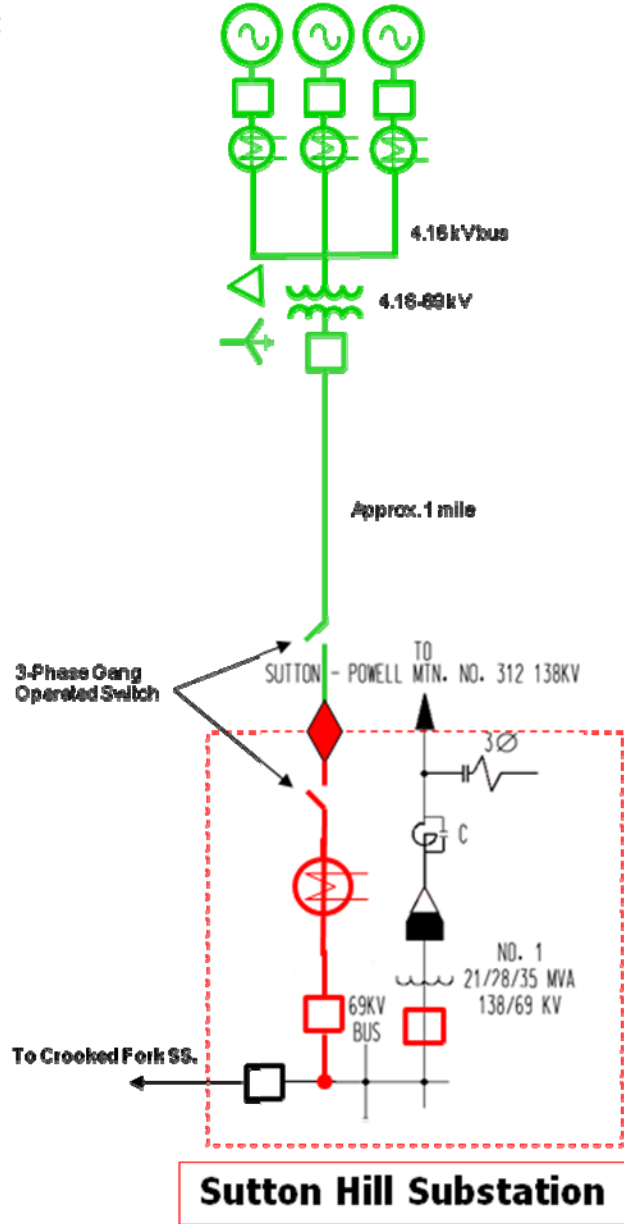 4.16 kV bus
4.16-69 kV
Approx. 1 mile
TO
SUTTON - POWELL MTN. NO. 312 138KV
3-Phase Gang
Operated Switch
3Ø
C
NO. 1
21/28/35 MVA
138/69 KV
69KV
BUS
To Crooked Fork SS.
Sutton Hill Substation